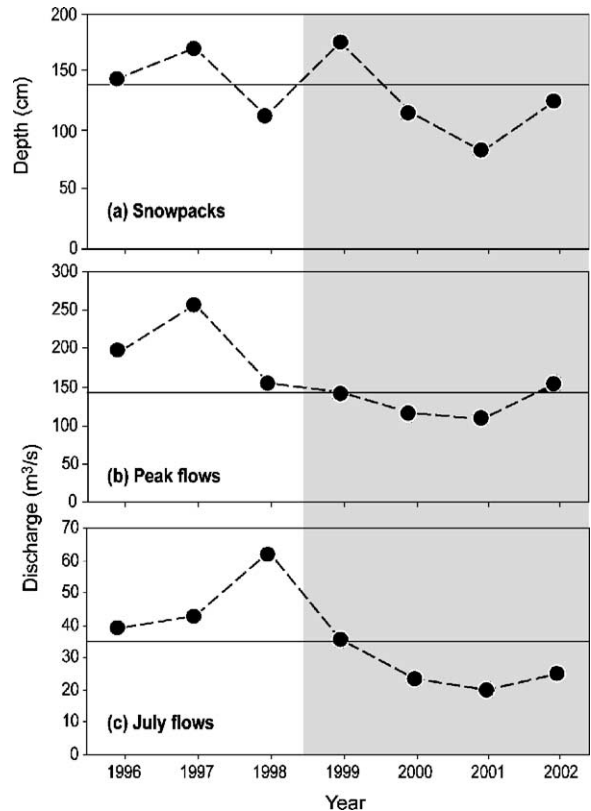 200
150
100
50
0
Depth (cm)
(a) Snowpacks
300
250
200
150
100
50
0
(b) Peak flows
Discharge (m³/s)
70
60
50
40
30
20
10
0
(c) July flows
1996 1997 1998 1999 2000 2001 2002
Year